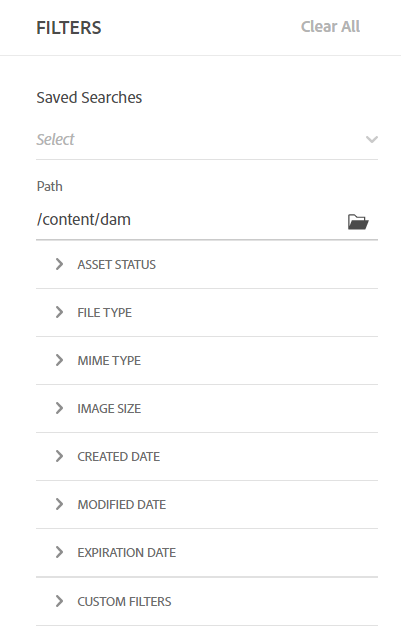 FILTERS
Clear All
Saved Searches
Select
Path
/content/dam
ASSET STATUS
FILE TYPE
MIME TYPE
IMAGE SIZE
CREATED DATE
MODIFIED DATE
EXPIRATION DATE
CUSTOM FILTERS